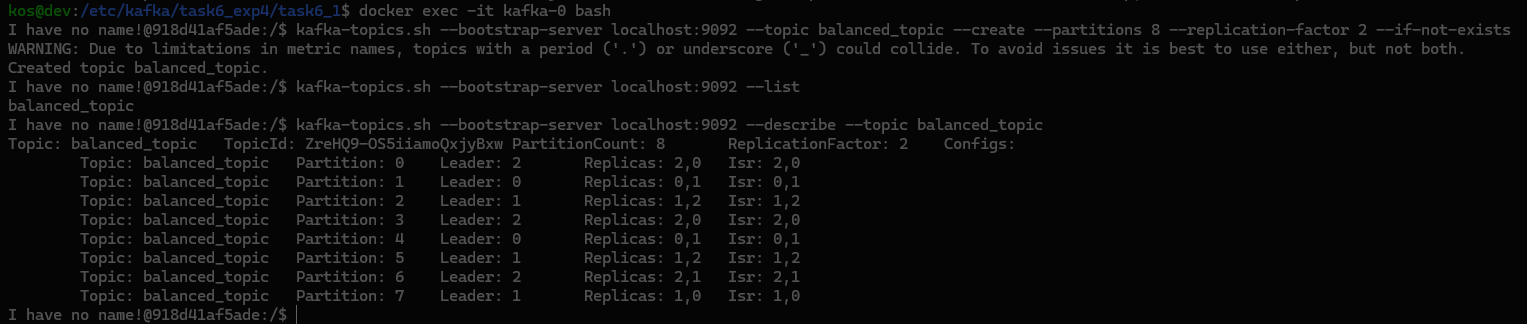 kos@dev:/etc/kafka/task6_exp4/task6_1$ docker exec -it kafka-0 bash
I have no name!@918d41af5ade:/$ kafka-topics.sh --bootstrap-server localhost:9092 --topic balanced_topic --create --partitions 8 --replication-factor 2 --if-not-exists
WARNING: Due to limitations in metric names, topics with a period ('.') or underscore ('_') could collide. To avoid issues it is best to use either, but not both.
Created topic balanced_topic.
I have no name!@918d41af5ade:/$ kafka-topics.sh --bootstrap-server localhost:9092 --list
balanced_topic
I have no name!@918d41af5ade:/$ kafka-topics.sh --bootstrap-server localhost:9092 --describe --topic balanced_topic
Topic: balanced_topic TopicId: ZreHQ9-OS5iiamoQxjyBxw PartitionCount: 8 ReplicationFactor: 2 Configs:
Topic: balanced_topic Partition: 0 Leader: 2 Replicas: 2,0 Isr: 2,0
Topic: balanced_topic Partition: 1 Leader: 0 Replicas: 0,1 Isr: 0,1
Topic: balanced_topic Partition: 2 Leader: 1 Replicas: 1,2 Isr: 1,2
Topic: balanced_topic Partition: 3 Leader: 2 Replicas: 2,0 Isr: 2,0
Topic: balanced_topic Partition: 4 Leader: 0 Replicas: 0,1 Isr: 0,1
Topic: balanced_topic Partition: 5 Leader: 1 Replicas: 1,2 Isr: 1,2
Topic: balanced_topic Partition: 6 Leader: 2 Replicas: 2,1 Isr: 2,1
Topic: balanced_topic Partition: 7 Leader: 1 Replicas: 1,0 Isr: 1,0
I have no name!@918d41af5ade:/$